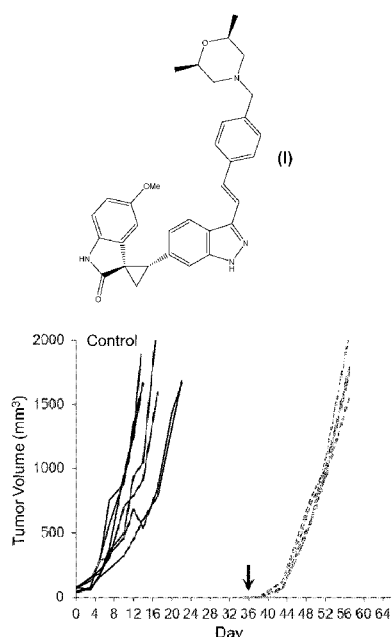 O
N
(I)
OMe
N
HN
N
H
O
Control
2000
1500
1000
500
0
Tumor Volume (mm³)
0 4 8 12 16 20 24 28 32 36 40 44 48 52 56 60 64
Day